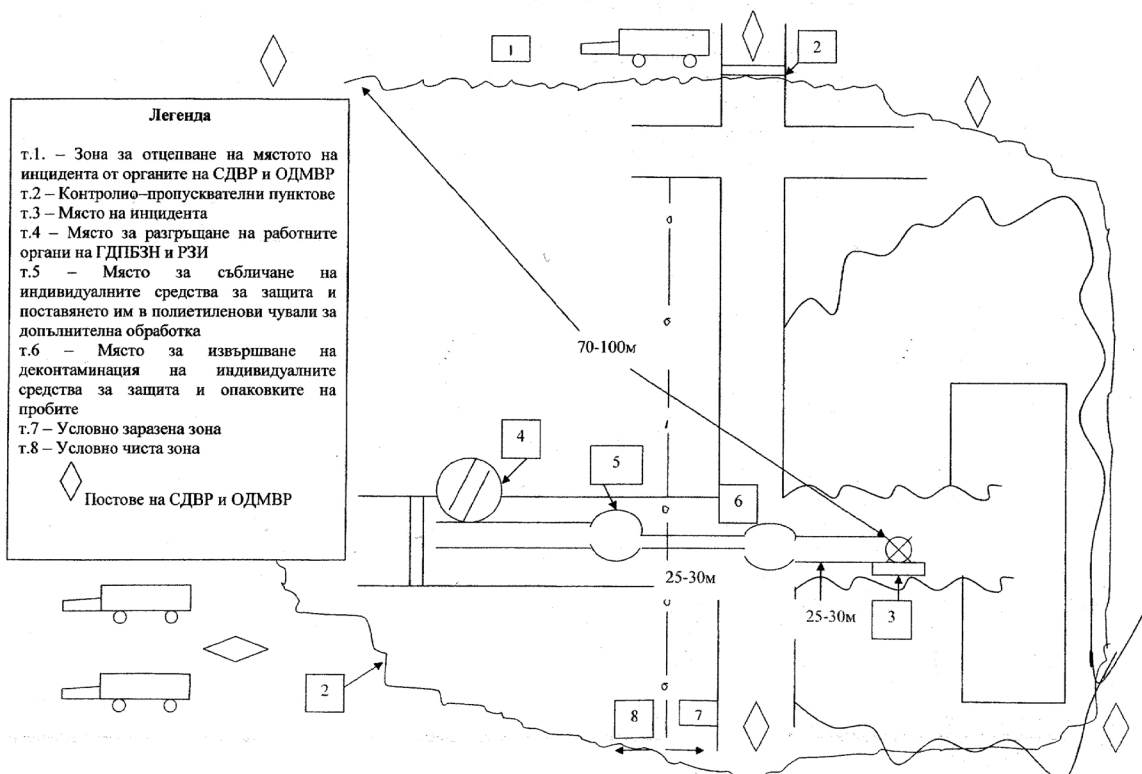 1
2
Легенда
т.1. – Зона за отцепване на мястото на
инцидента от органите на СДВР и ОДМВР
т.2 – Контролио–пропусквателни пунктове
т.3 – Място на инцидента
т.4 – Място за разгръщане на работните
органи на ГДПБЗН и РЗИ
т.5 – Място за събличане на
индивидуалните средства за защита и
поставянето им в полиетиленови чували за
допълнителна обработка
т.6 – Място за извършване на
деконтаминация на индивидуалните
средства за защита и опаковките на
пробите
т.7 – Условно заразена зона
т.8 – Условно чиста зона
Постове на СДВР и ОДМВР
70-100м
4
5
6
25-30м
25-30м
3
2
8
7